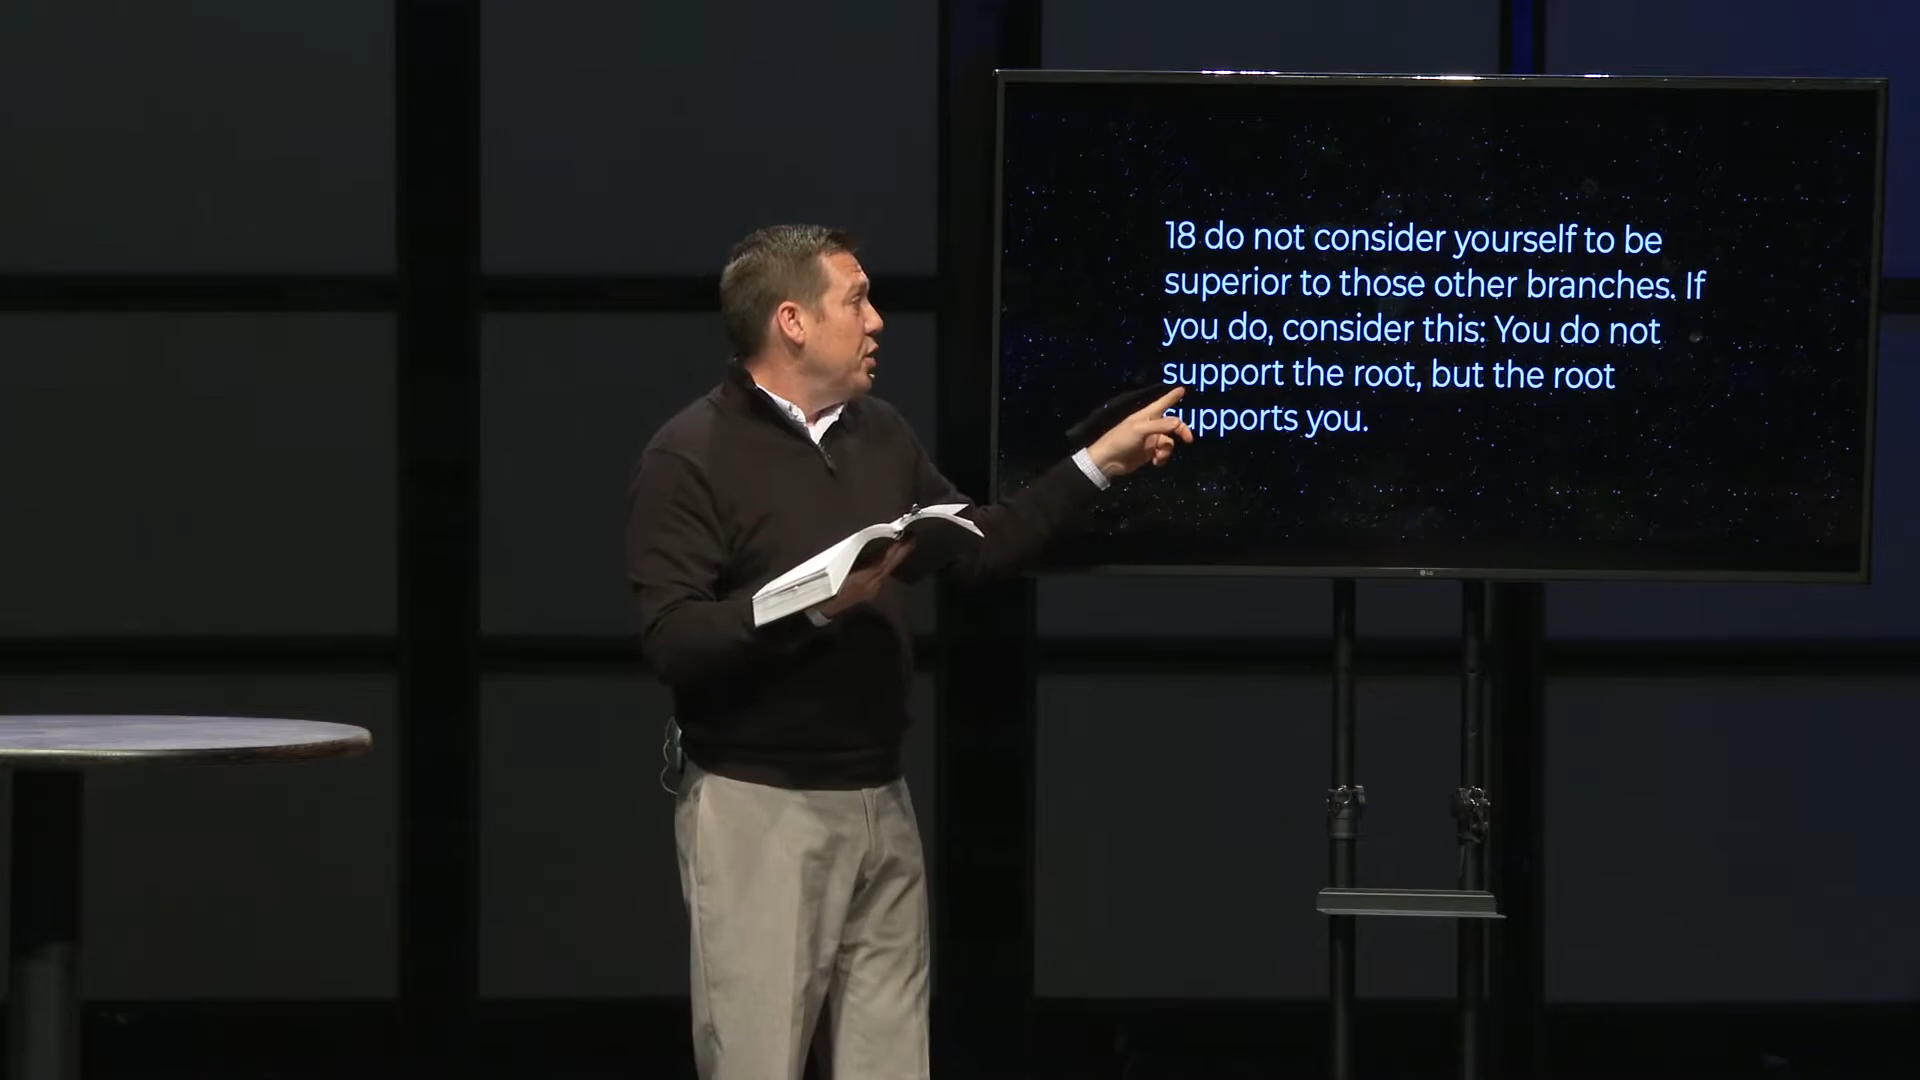 18 do not consider yourself to be
superior to those other branches. If
you do, consider this: You do not
support the root, but the root
supports you.
LG